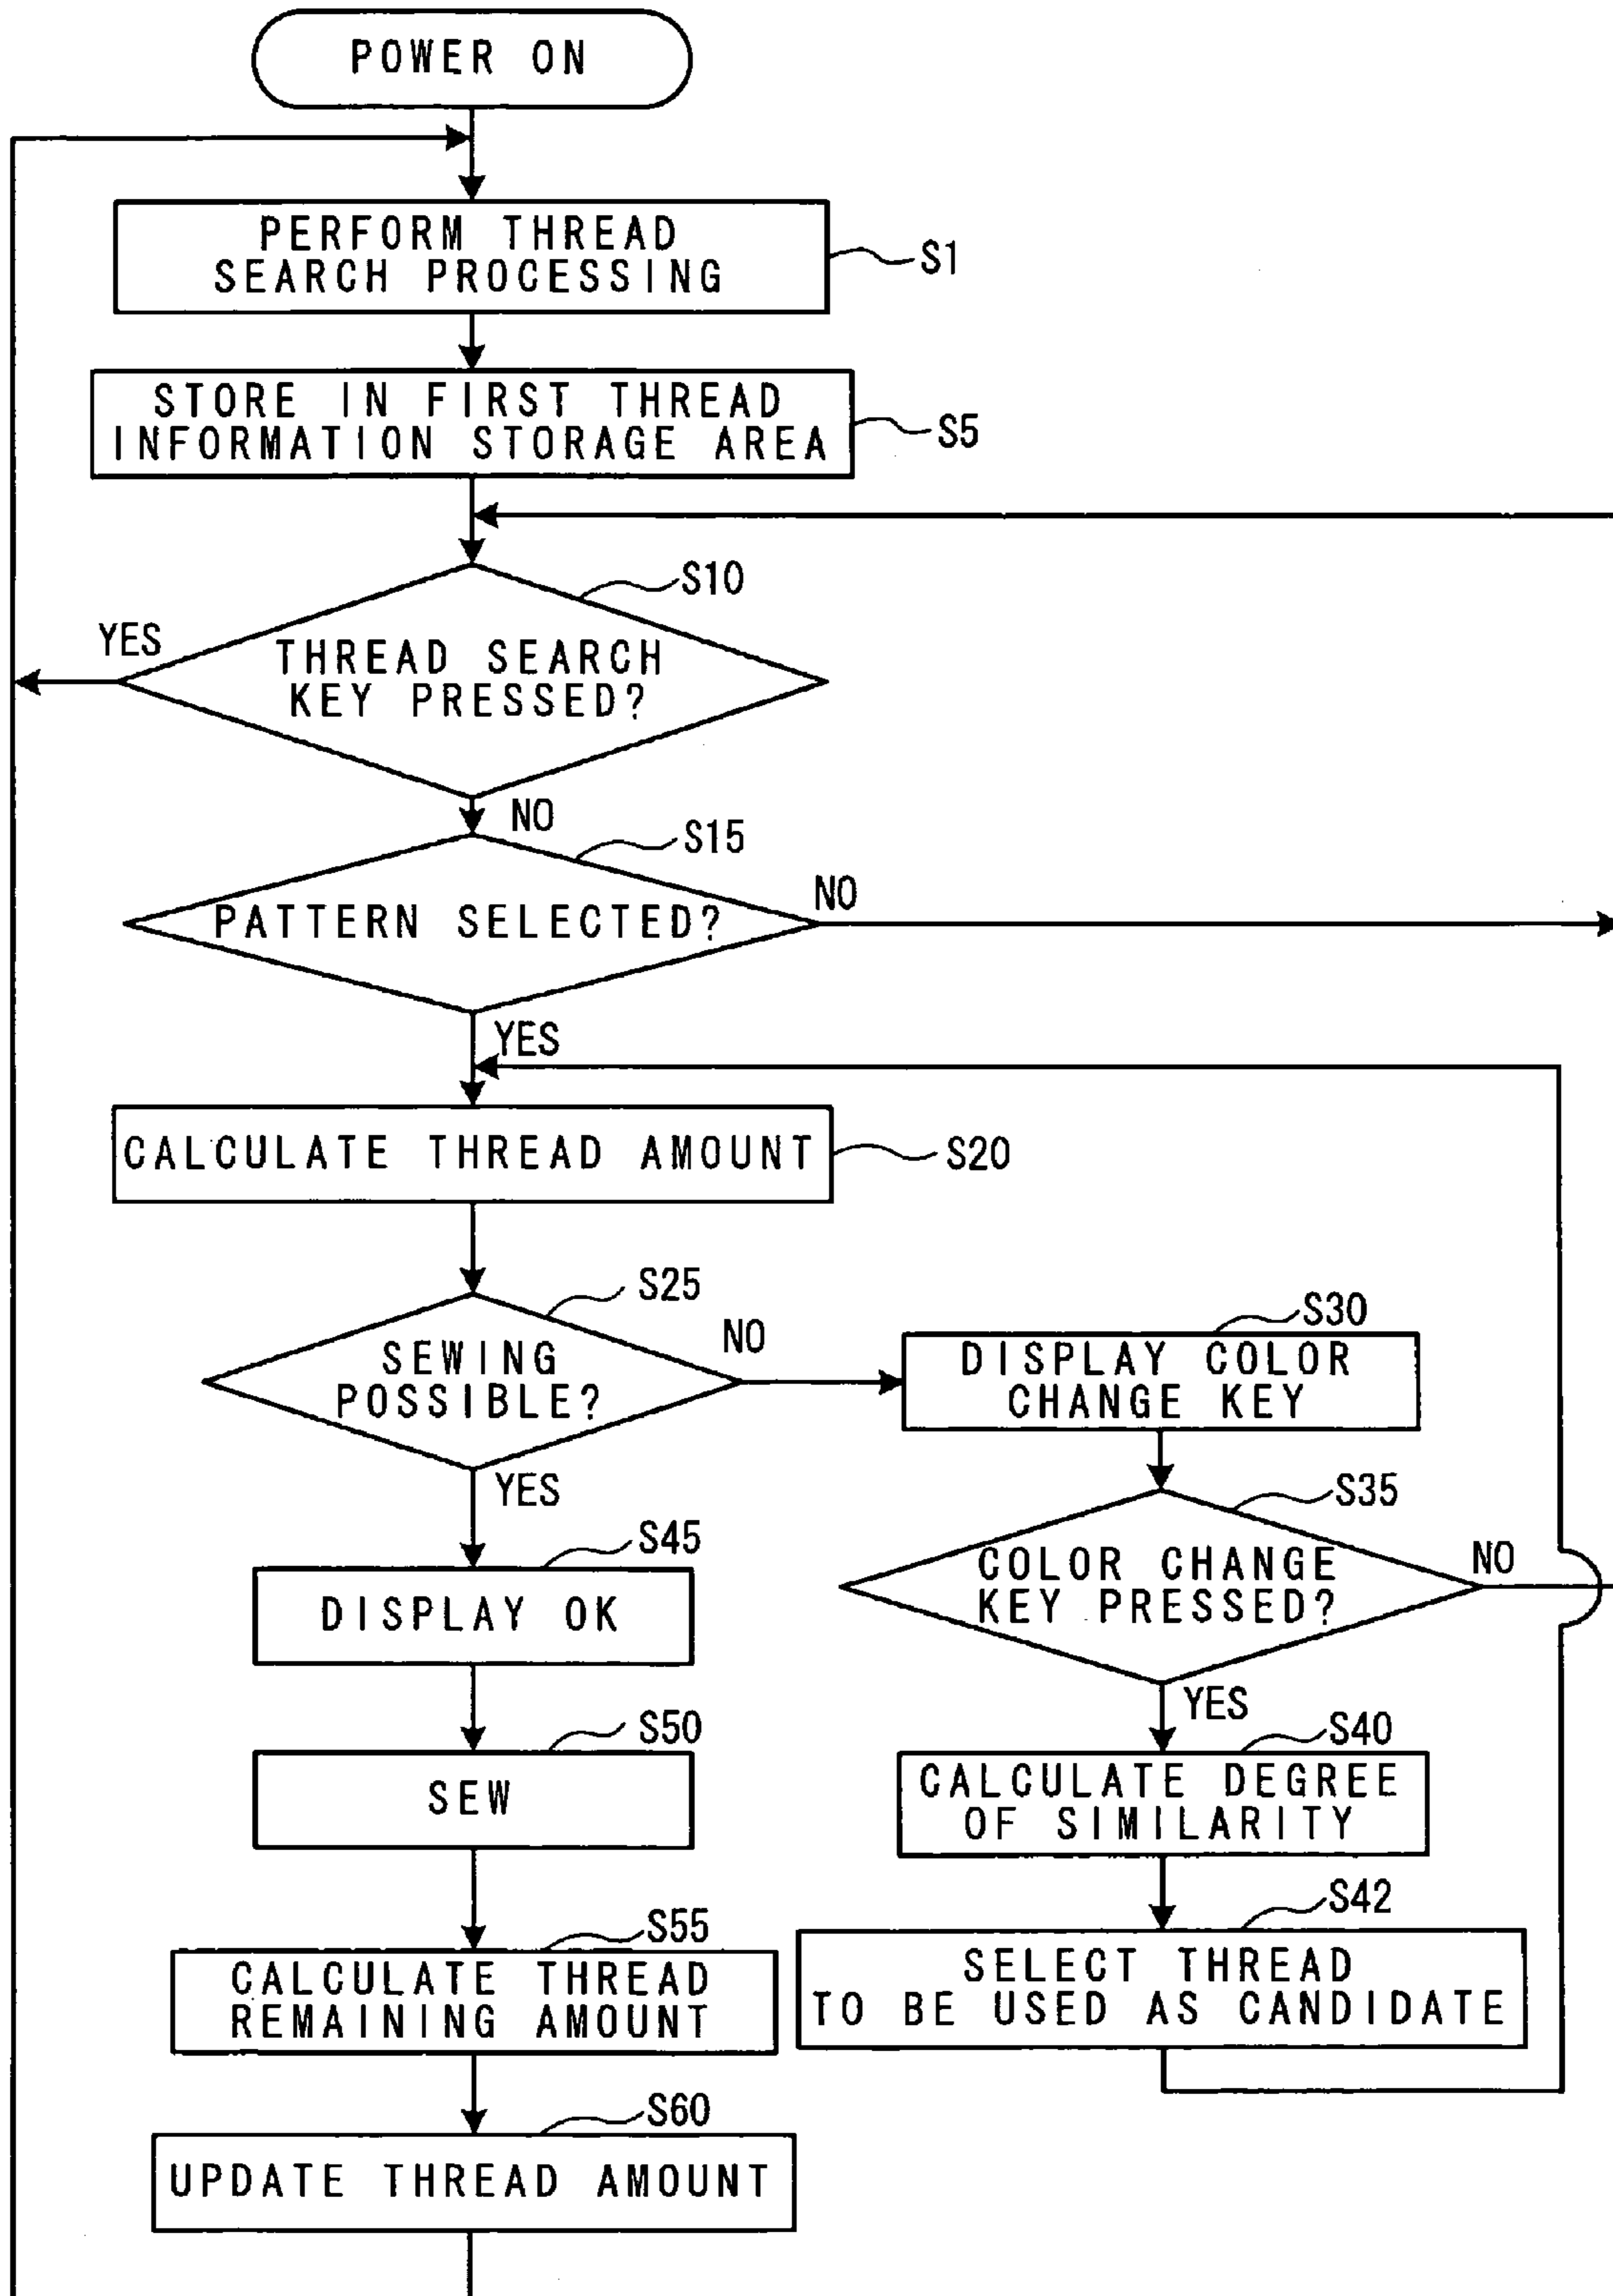 POWER ON
PERFORM THREAD
SEARCH PROCESSING
S1
STORE IN FIRST THREAD
INFORMATION STORAGE AREA
S5
S10
YES
THREAD SEARCH
KEY PRESSED?
NO
S15
PATTERN SELECTED?
NO
YES
CALCULATE THREAD AMOUNT
S20
S25
SEWING
POSSIBLE?
NO
YES
S30
DISPLAY COLOR
CHANGE KEY
S35
COLOR CHANGE
KEY PRESSED?
NO
YES
S40
CALCULATE DEGREE
OF SIMILARITY
S42
SELECT THREAD
TO BE USED AS CANDIDATE
S45
DISPLAY OK
S50
SEW
S55
CALCULATE THREAD
REMAINING AMOUNT
S60
UPDATE THREAD AMOUNT